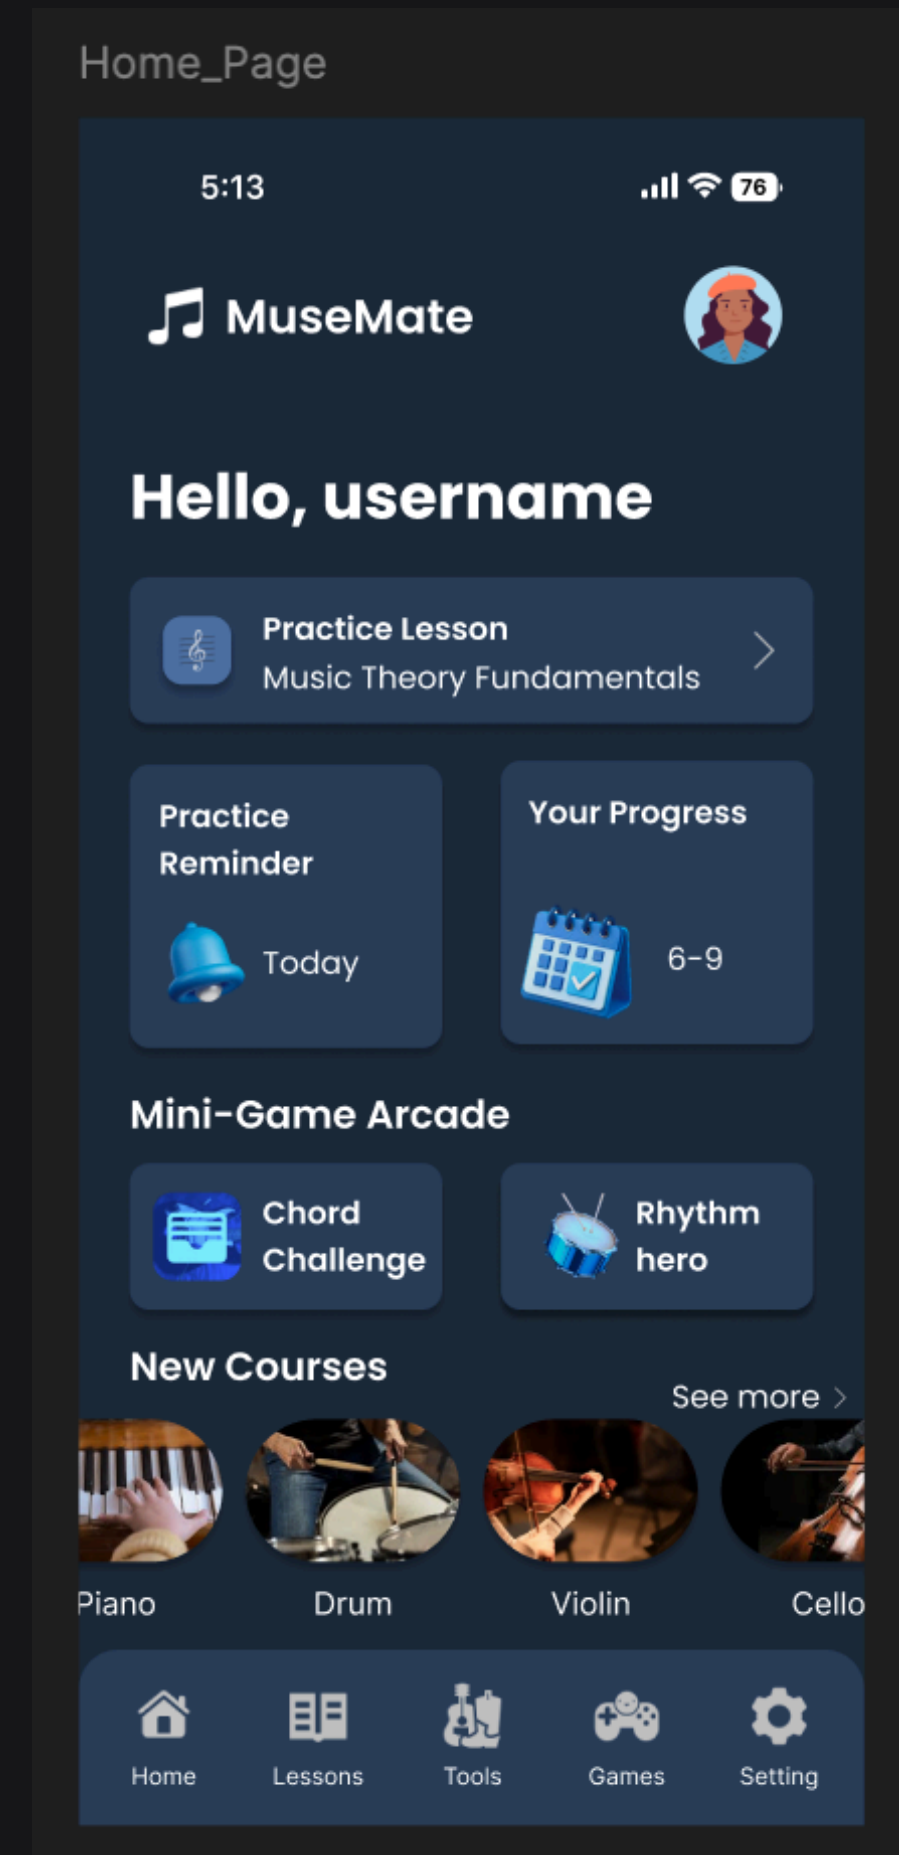 Home_Page
5:13
76
MuseMate
Hello, username
Practice Lesson
Music Theory Fundamentals
Practice
Reminder
Today
Your Progress
6-9
Mini-Game Arcade
Chord
Challenge
Rhythm
hero
New Courses
See more
Piano
Drum
Violin
Cello
Home
Lessons
Tools
Games
Setting